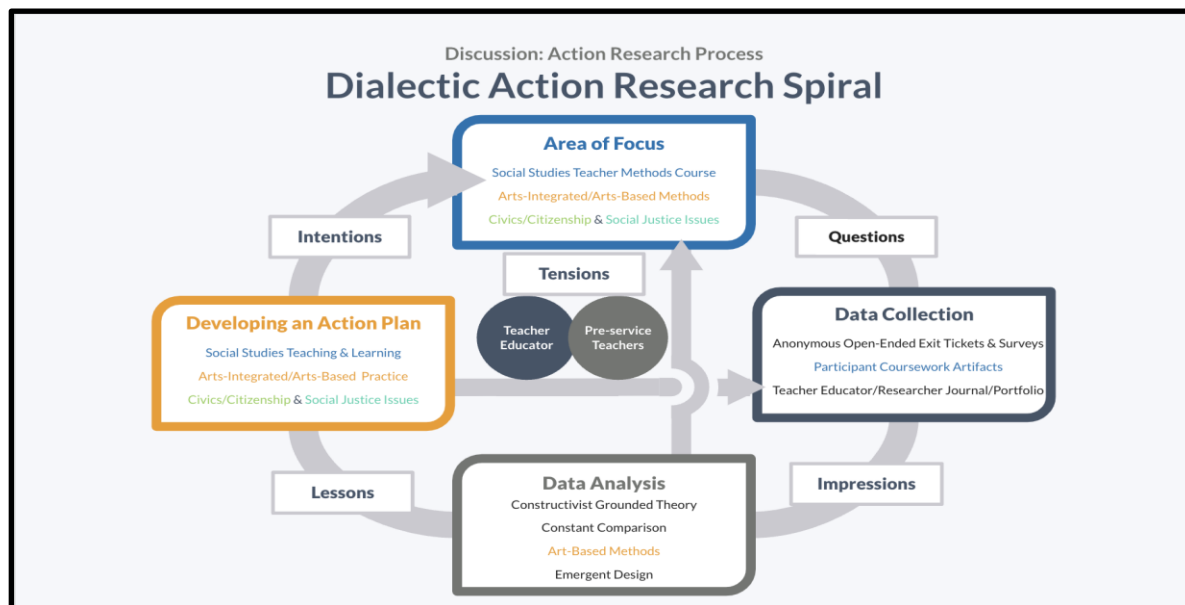 Discussion: Action Research Process
Dialectic Action Research Spiral
Area of Focus
Social Studies Teacher Methods Course
Arts-Integrated/Arts-Based Methods
Civics/Citizenship & Social Justice Issues
Intentions
Questions
Tensions
Teacher
Educator
Pre-service
Teachers
Developing an Action Plan
Social Studies Teaching & Learning
Arts-Integrated/Arts-Based Practice
Civics/Citizenship & Social Justice Issues
Data Collection
Anonymous Open-Ended Exit Tickets & Surveys
Participant Coursework Artifacts
Teacher Educator/Researcher Journal/Portfolio
Lessons
Impressions
Data Analysis
Constructivist Grounded Theory
Constant Comparison
Art-Based Methods
Emergent Design